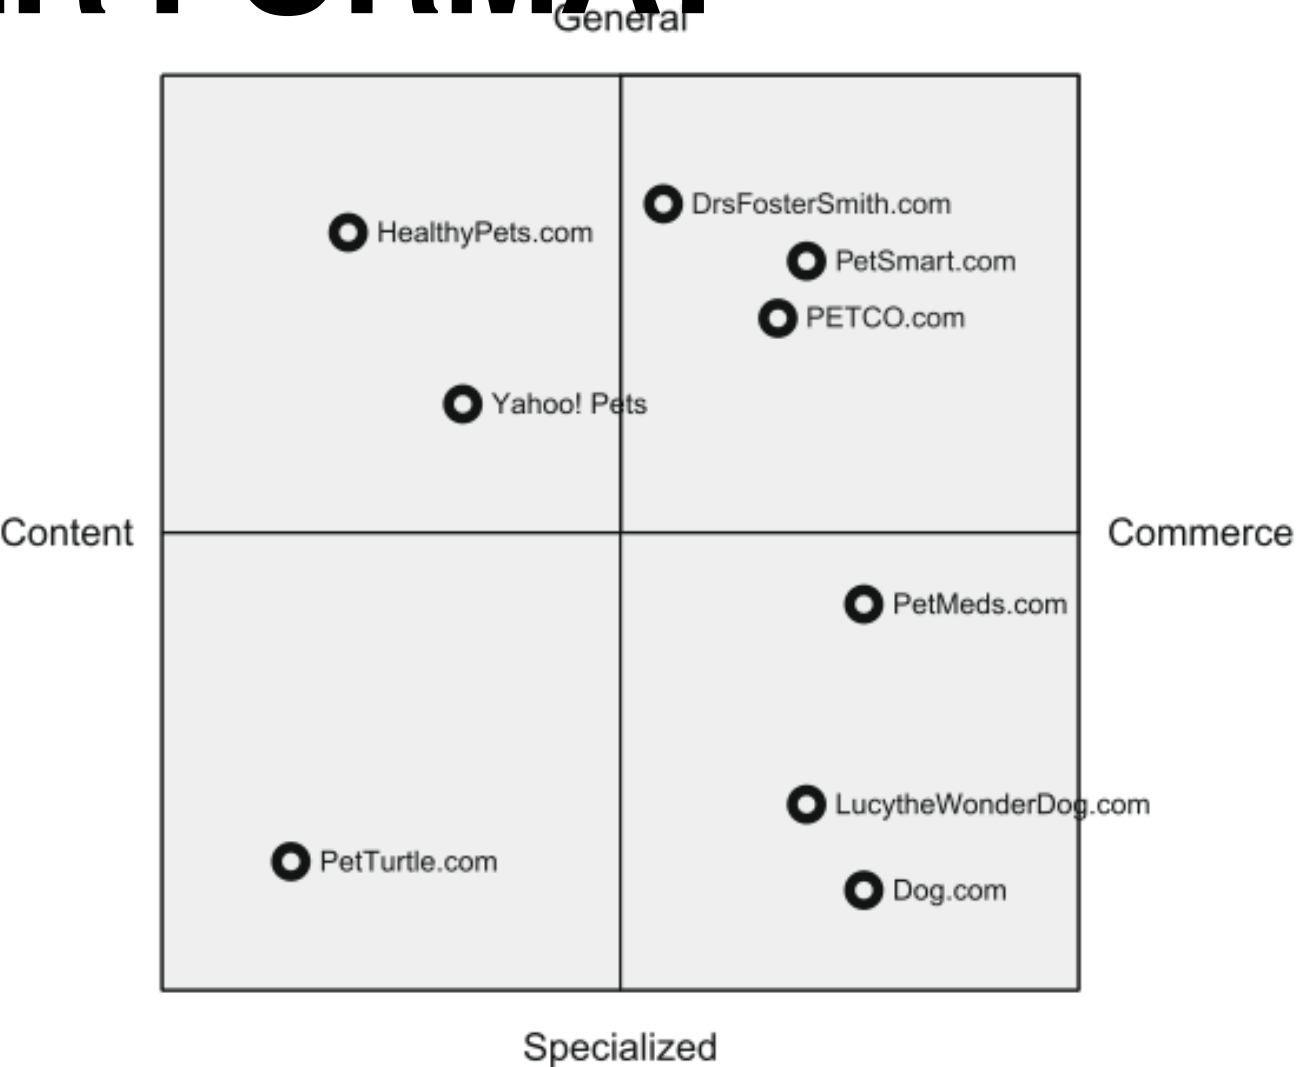 General
DrsFosterSmith.com
HealthyPets.com
PetSmart.com
PETCO.com
Yahoo! Pets
Content
Commerce
PetMeds.com
LucytheWonderDog.com
PetTurtle.com
Dog.com
Specialized